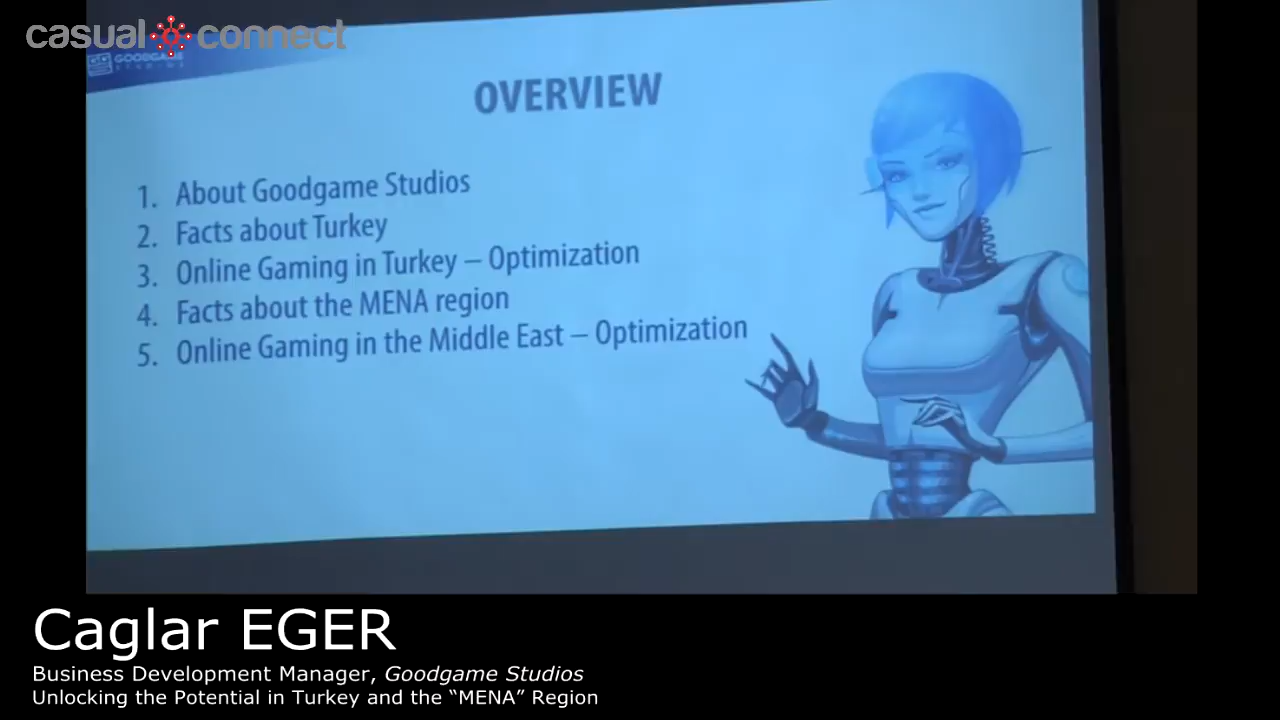 casual connect
GOODGAME
STUDIOS
OVERVIEW
1. About Goodgame Studios
2. Facts about Turkey
3. Online Gaming in Turkey – Optimization
4. Facts about the MENA region
5. Online Gaming in the Middle East – Optimization
Caglar EGER
Business Development Manager, Goodgame Studios
Unlocking the Potential in Turkey and the “MENA” Region